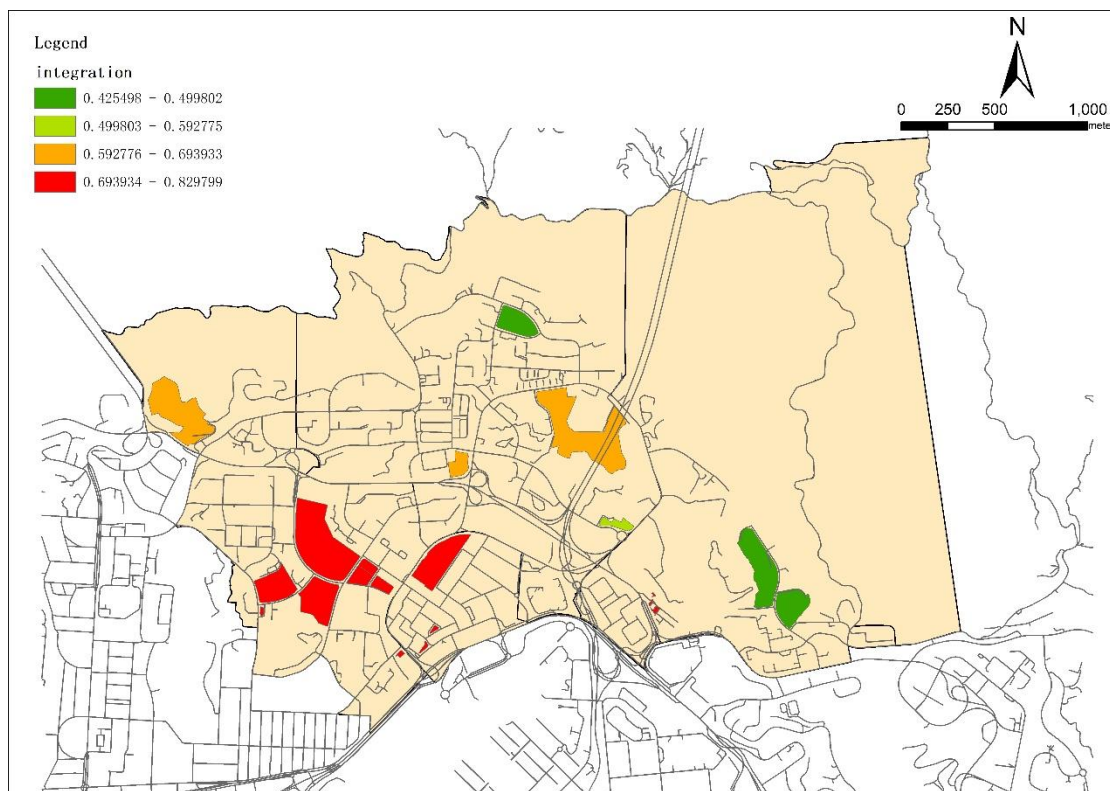 Legend
integration
0.425498 - 0.499802
0.499803 - 0.592775
0.592776 - 0.693933
0.693934 - 0.829799
N
0 250 500 1,000
mete